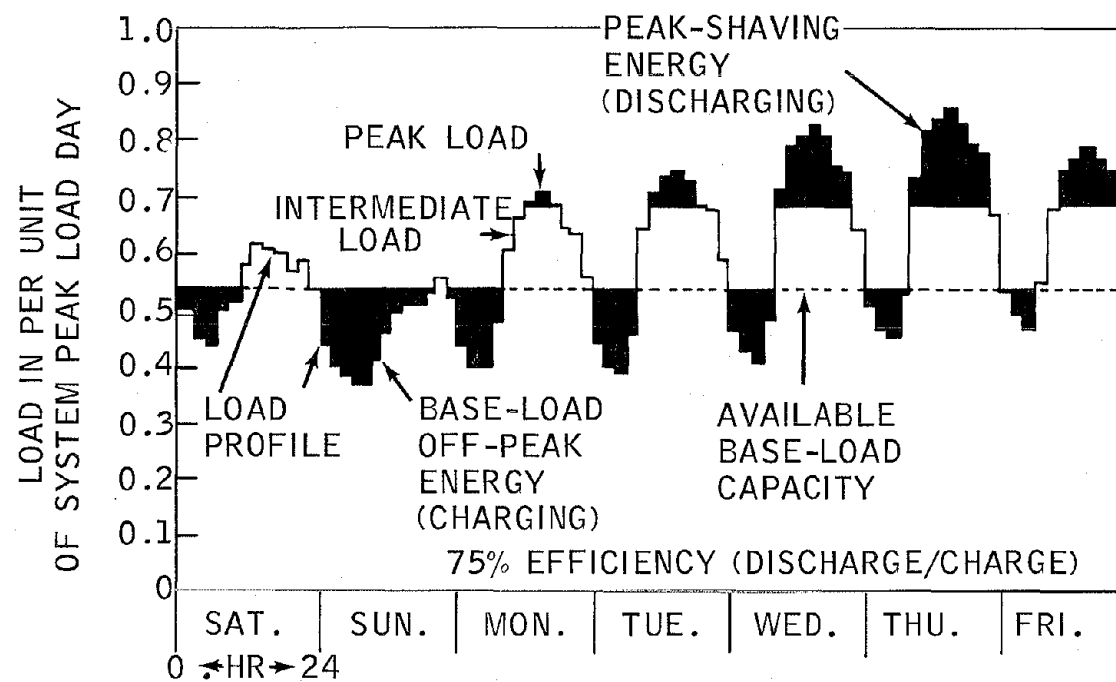 LOAD IN PER UNIT
OF SYSTEM PEAK LOAD DAY
1.0
0.9
0.8
0.7
0.6
0.5
0.4
0.3
0.2
0.1
0
PEAK-SHAVING
ENERGY
(DISCHARGING)
PEAK LOAD
INTERMEDIATE
LOAD
LOAD
PROFILE
BASE-LOAD
OFF-PEAK
ENERGY
(CHARGING)
AVAILABLE
BASE-LOAD
CAPACITY
75% EFFICIENCY (DISCHARGE/CHARGE)
SAT. SUN. MON. TUE. WED. THU. FRI.
0 HR 24